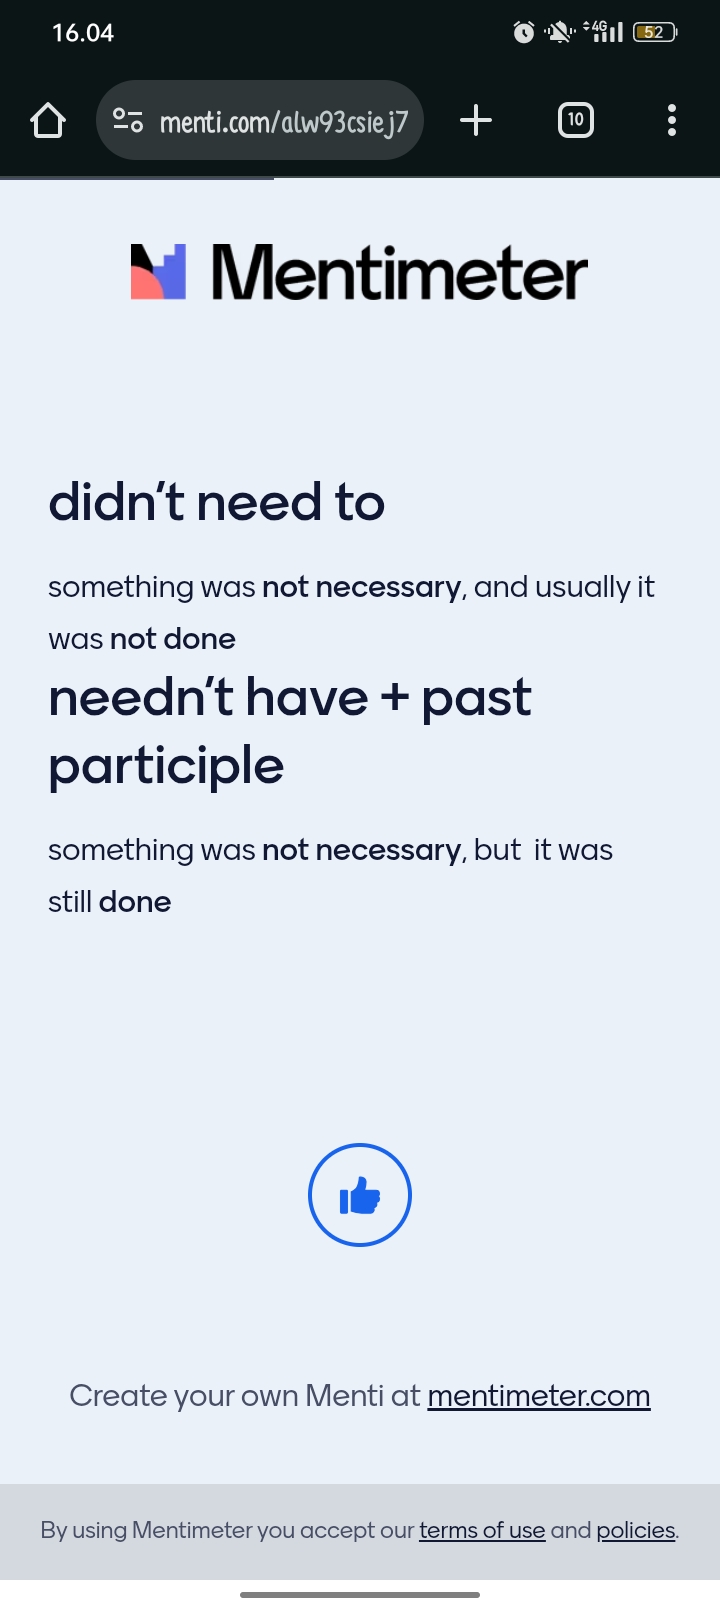 16.04
4G
52
menti.com/alw93csiej7
10
Mentimeter
didn't need to
something was not necessary, and usually it
was not done
needn't have + past
participle
something was not necessary, but  it was
still done
Create your own Menti at mentimeter.com
By using Mentimeter you accept our terms of use and policies.